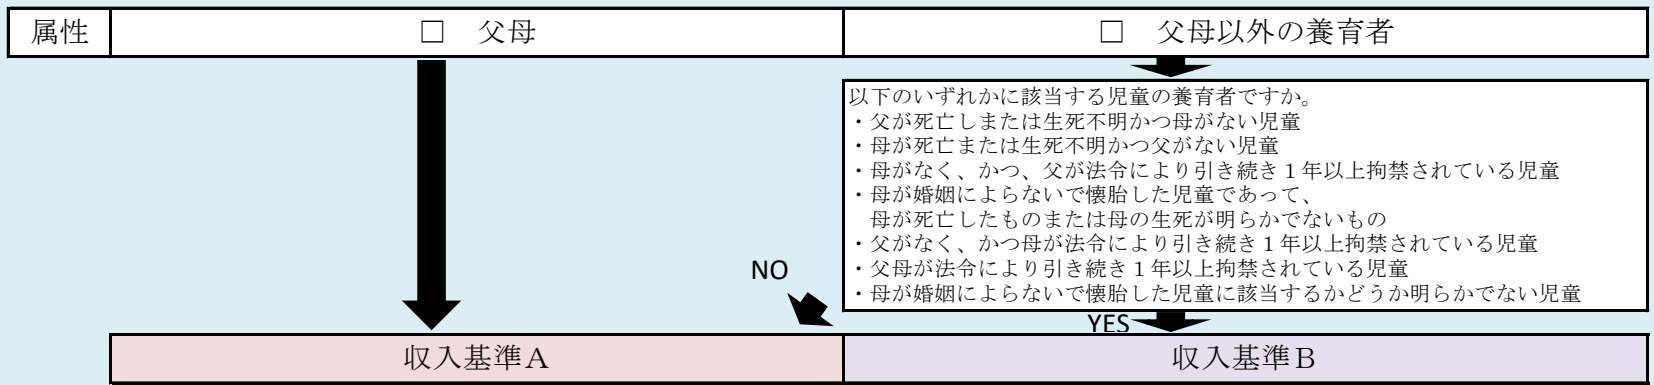 属性
□ 父母
□ 父母以外の養育者
以下のいずれかに該当する児童の養育者ですか。
・父が死亡しまたは生死不明かつ母がない児童
・母が死亡または生死不明かつ父がない児童
・母がなく、かつ、父が法令により引き続き１年以上拘禁されている児童
・母が婚姻によらないで懐胎した児童であって、
母が死亡したものまたは母の生死が明らかでないもの
・父がなく、かつ母が法令により引き続き１年以上拘禁されている児童
・父母が法令により引き続き１年以上拘禁されている児童
・母が婚姻によらないで懐胎した児童に該当するかどうか明らかでない児童
NO
YES
収入基準Ａ
収入基準Ｂ